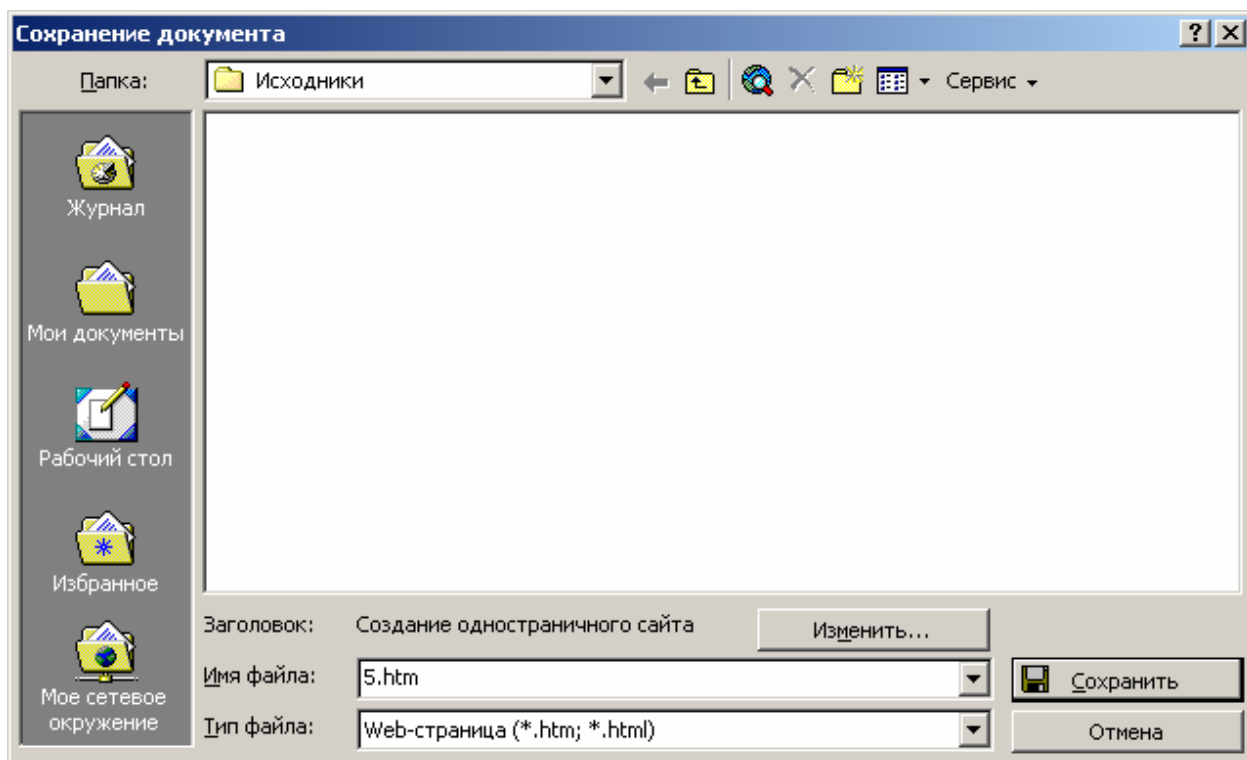 Сохранение документа
Папка:
Исходники
Сервис
Журнал
Мои документы
Рабочий стол
Избранное
Мое сетевое
окружение
Заголовок: Создание одностраничного сайта Изменить...
Имя файла: 5.htm Сохранить
Тип файла: Web-страница (*.htm; *.html) Отмена